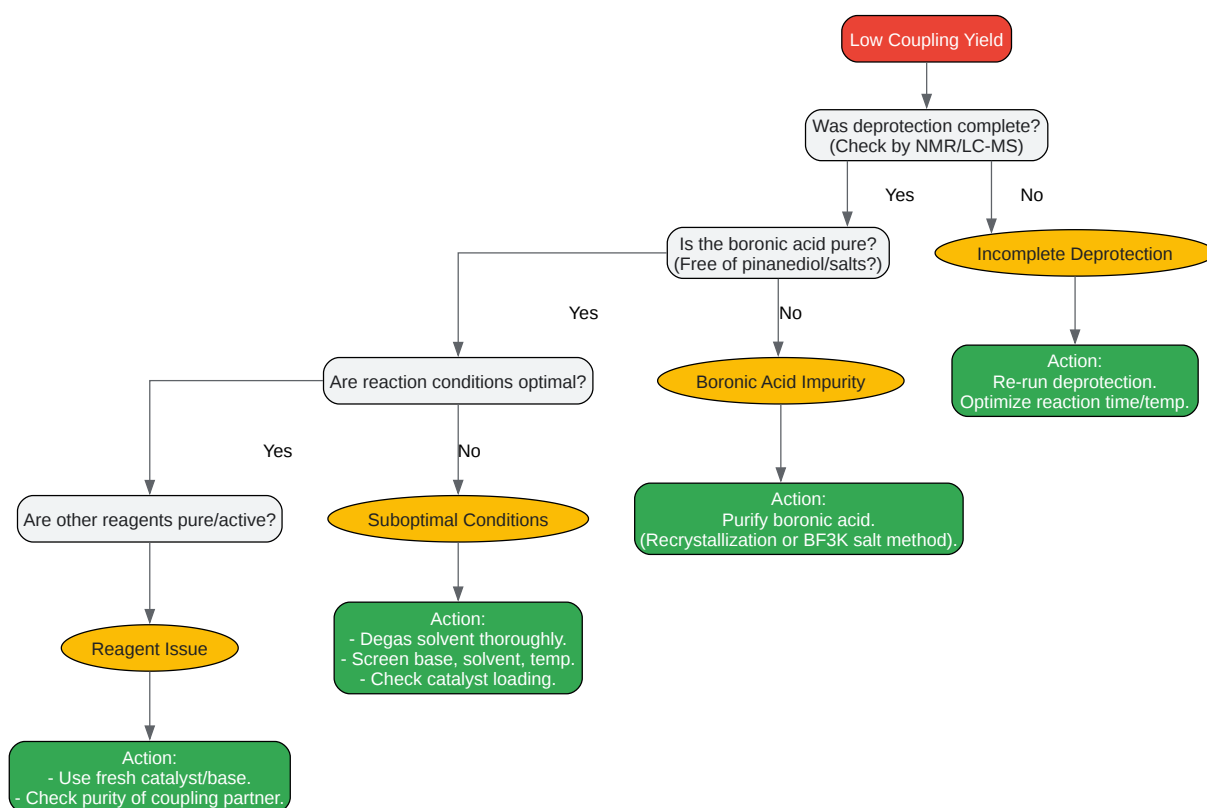 Low Coupling Yield
Was deprotection complete?
(Check by NMR/LC-MS)
Yes
No
Is the boronic acid pure?
(Free of pinanediol/salts?)
Incomplete Deprotection
Yes
No
Are reaction conditions optimal?
Boronic Acid Impurity
Action:
Re-run deprotection.
Optimize reaction time/temp.
Yes
No
Are other reagents pure/active?
Suboptimal Conditions
Action:
Purify boronic acid.
(Recrystallization or BF3K salt method).
Reagent Issue
Action:
- Degas solvent thoroughly.
- Screen base, solvent, temp.
- Check catalyst loading.
Action:
- Use fresh catalyst/base.
- Check purity of coupling partner.